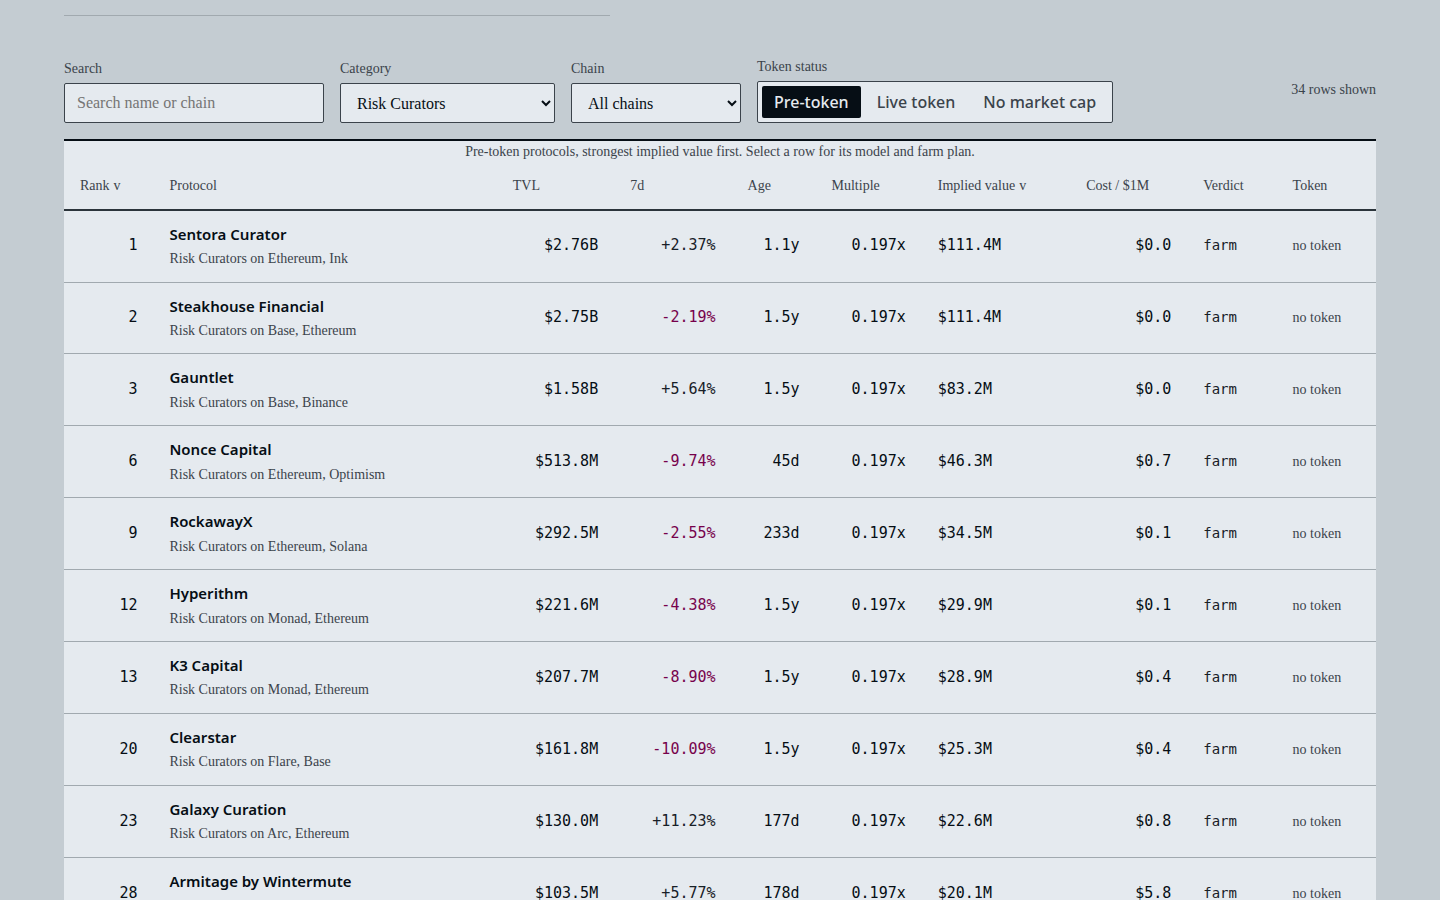 Search
Category
Chain
Token status
Search name or chain
Risk Curators
All chains
Pre-token Live token No market cap
34 rows shown
Pre-token protocols, strongest implied value first. Select a row for its model and farm plan.
Rank v Protocol TVL 7d Age Multiple Implied value v Cost / $1M Verdict Token
1 Sentora Curator $2.76B +2.37% 1.1y 0.197x $111.4M $0.0 farm no token
Risk Curators on Ethereum, Ink
2 Steakhouse Financial $2.75B -2.19% 1.5y 0.197x $111.4M $0.0 farm no token
Risk Curators on Base, Ethereum
3 Gauntlet $1.58B +5.64% 1.5y 0.197x $83.2M $0.0 farm no token
Risk Curators on Base, Binance
6 Nonce Capital $513.8M -9.74% 45d 0.197x $46.3M $0.7 farm no token
Risk Curators on Ethereum, Optimism
9 RockawayX $292.5M -2.55% 233d 0.197x $34.5M $0.1 farm no token
Risk Curators on Ethereum, Solana
12 Hyperithm $221.6M -4.38% 1.5y 0.197x $29.9M $0.1 farm no token
Risk Curators on Monad, Ethereum
13 K3 Capital $207.7M -8.90% 1.5y 0.197x $28.9M $0.4 farm no token
Risk Curators on Monad, Ethereum
20 Clearstar $161.8M -10.09% 1.5y 0.197x $25.3M $0.4 farm no token
Risk Curators on Flare, Base
23 Galaxy Curation $130.0M +11.23% 177d 0.197x $22.6M $0.8 farm no token
Risk Curators on Arc, Ethereum
28 Armitage by Wintermute $103.5M +5.77% 178d 0.197x $20.1M $5.8 farm no token